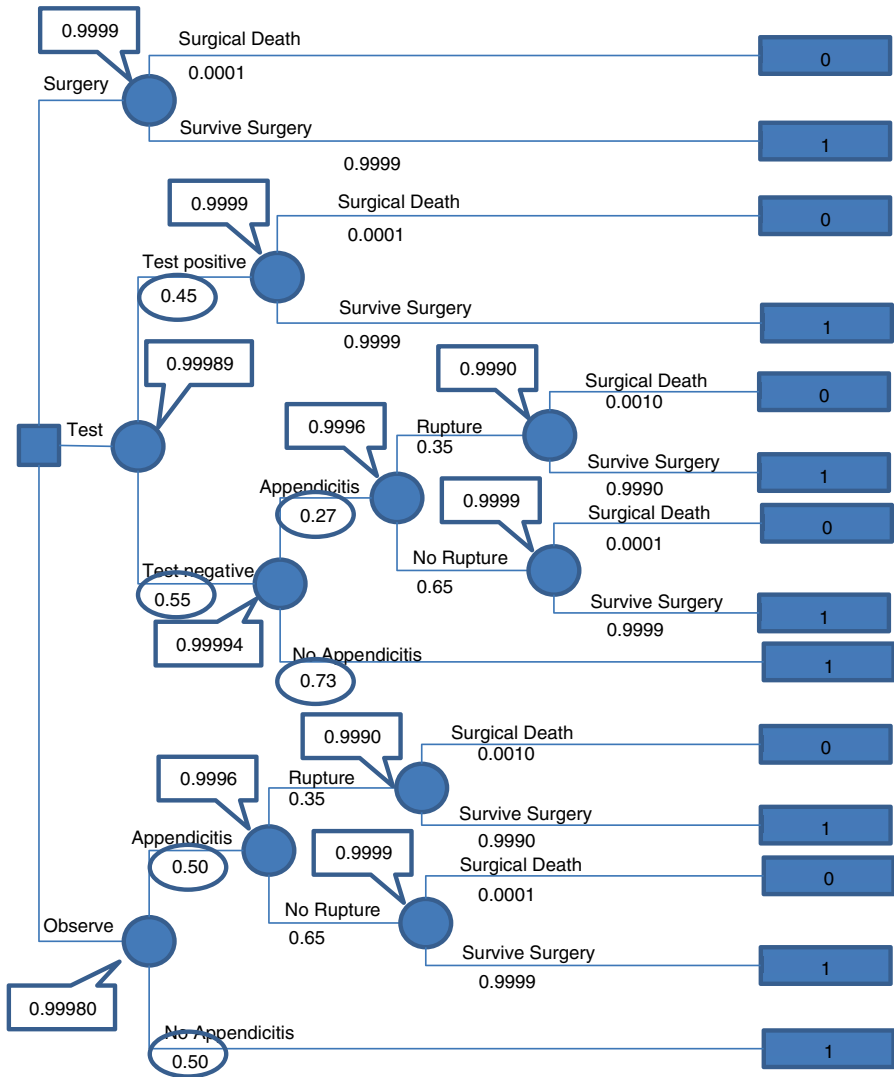 0.9999
Surgical Death
0.0001
0
Surgery
Survive Surgery
0.9999
1
0.9999
Surgical Death
0.0001
0
Test positive
0.45
Survive Surgery
0.9999
1
0.99989
Test
0.9990
Surgical Death
0.0010
0
0.9996
Rupture
0.35
Survive Surgery
0.9990
1
Appendicitis
0.27
0.9999
Surgical Death
0.0001
0
No Rupture
0.65
Test negative
0.55
Survive Surgery
0.9999
1
0.99994
No Appendicitis
0.73
1
0.9990
Surgical Death
0.0010
0
0.9996
Rupture
0.35
Survive Surgery
0.9990
1
Appendicitis
0.50
0.9999
Surgical Death
0.0001
0
No Rupture
0.65
Observe
Survive Surgery
0.9999
1
0.99980
No Appendicitis
0.50
1